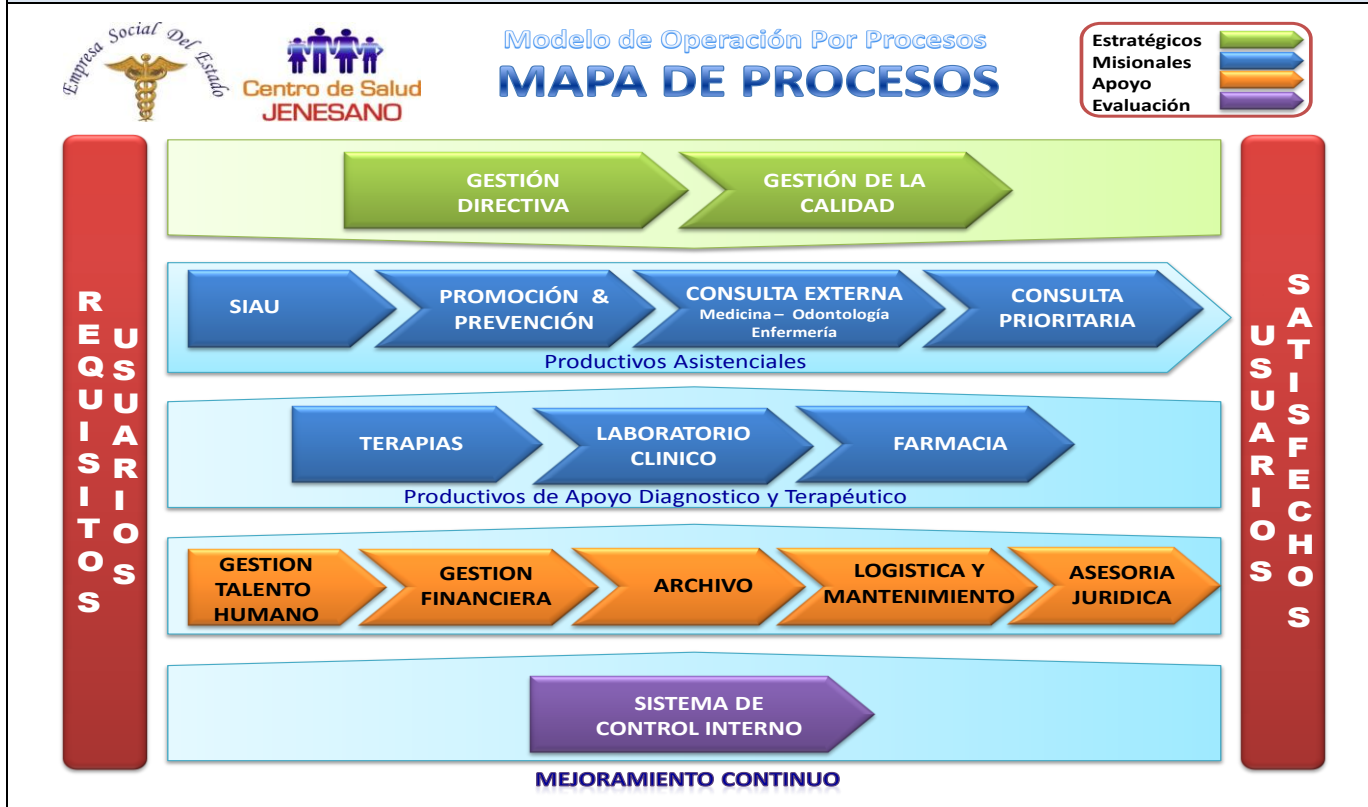 Empresa Social Del Estado
Centro de Salud
JENESANO
Modelo de Operación Por Procesos
MAPA DE PROCESOS
Estratégicos
Misionales
Apoyo
Evaluación
REQUISITOS
USUARIOS
GESTIÓN
DIRECTIVA
GESTIÓN DE LA
CALIDAD
SIAU
PROMOCIÓN &
PREVENCIÓN
CONSULTA EXTERNA
Medicina – Odontología
Enfermería
CONSULTA
PRIORITARIA
Productivos Asistenciales
TERAPIAS
LABORATORIO
CLINICO
FARMACIA
Productivos de Apoyo Diagnostico y Terapéutico
GESTION
TALENTO
HUMANO
GESTION
FINANCIERA
ARCHIVO
LOGISTICA Y
MANTENIMIENTO
ASESORIA
JURIDICA
SISTEMA DE
CONTROL INTERNO
USUARIOS
SATISFECHOS
MEJORAMIENTO CONTINUO